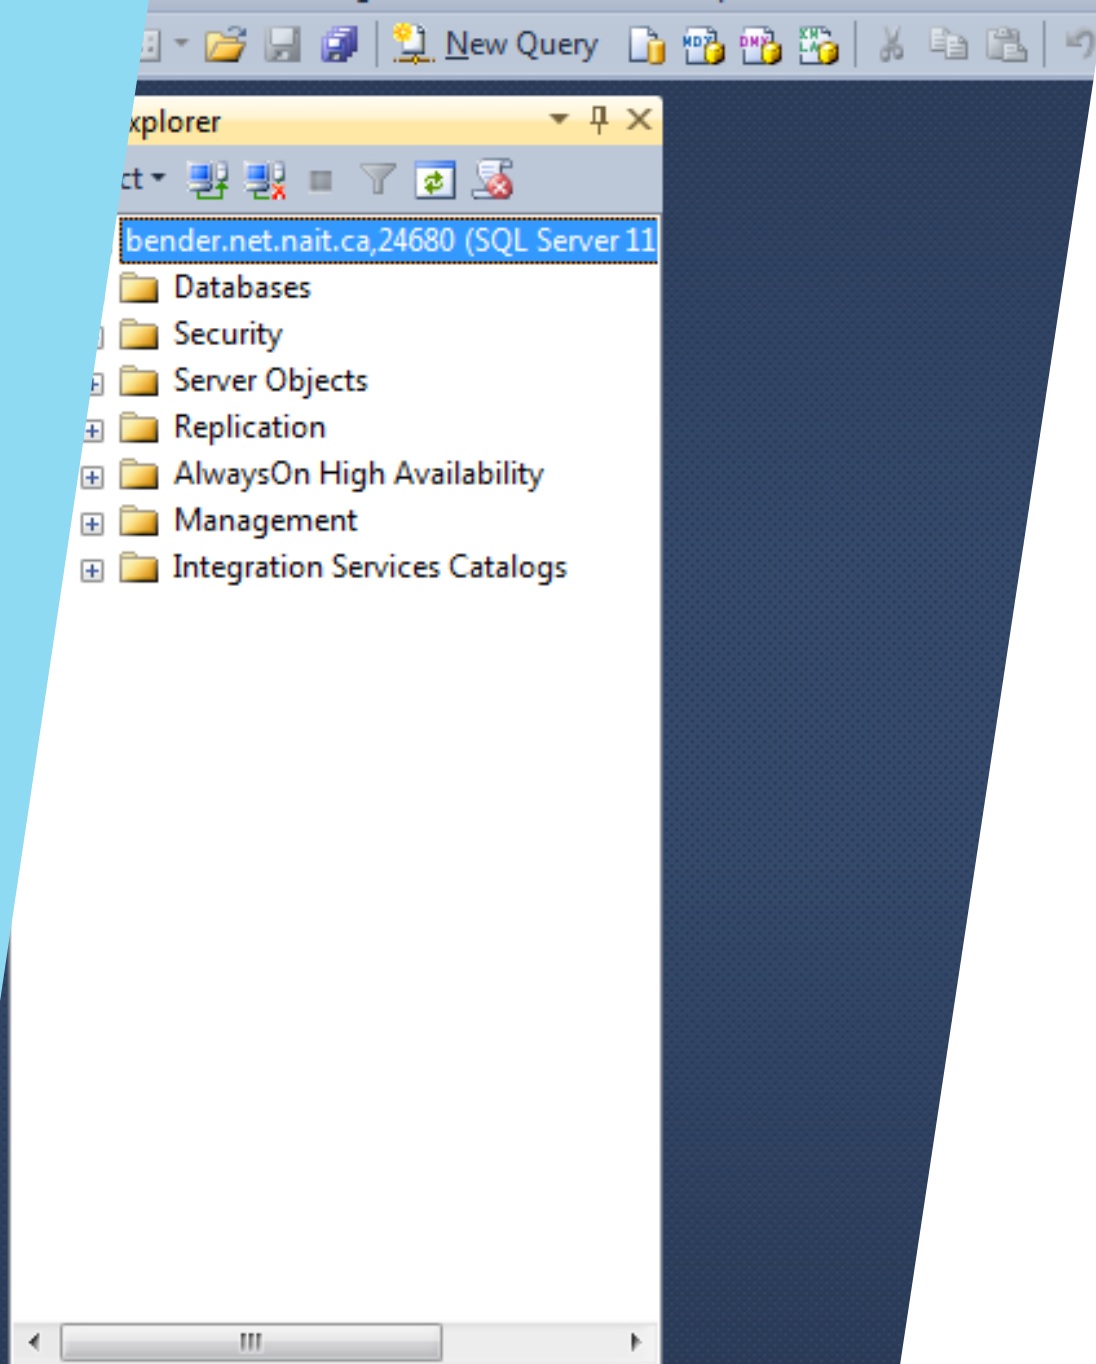 New Query
xplorer
ct
bender.net.nait.ca,24680 (SQL Server 11
Databases
Security
Server Objects
Replication
AlwaysOn High Availability
Management
Integration Services Catalogs